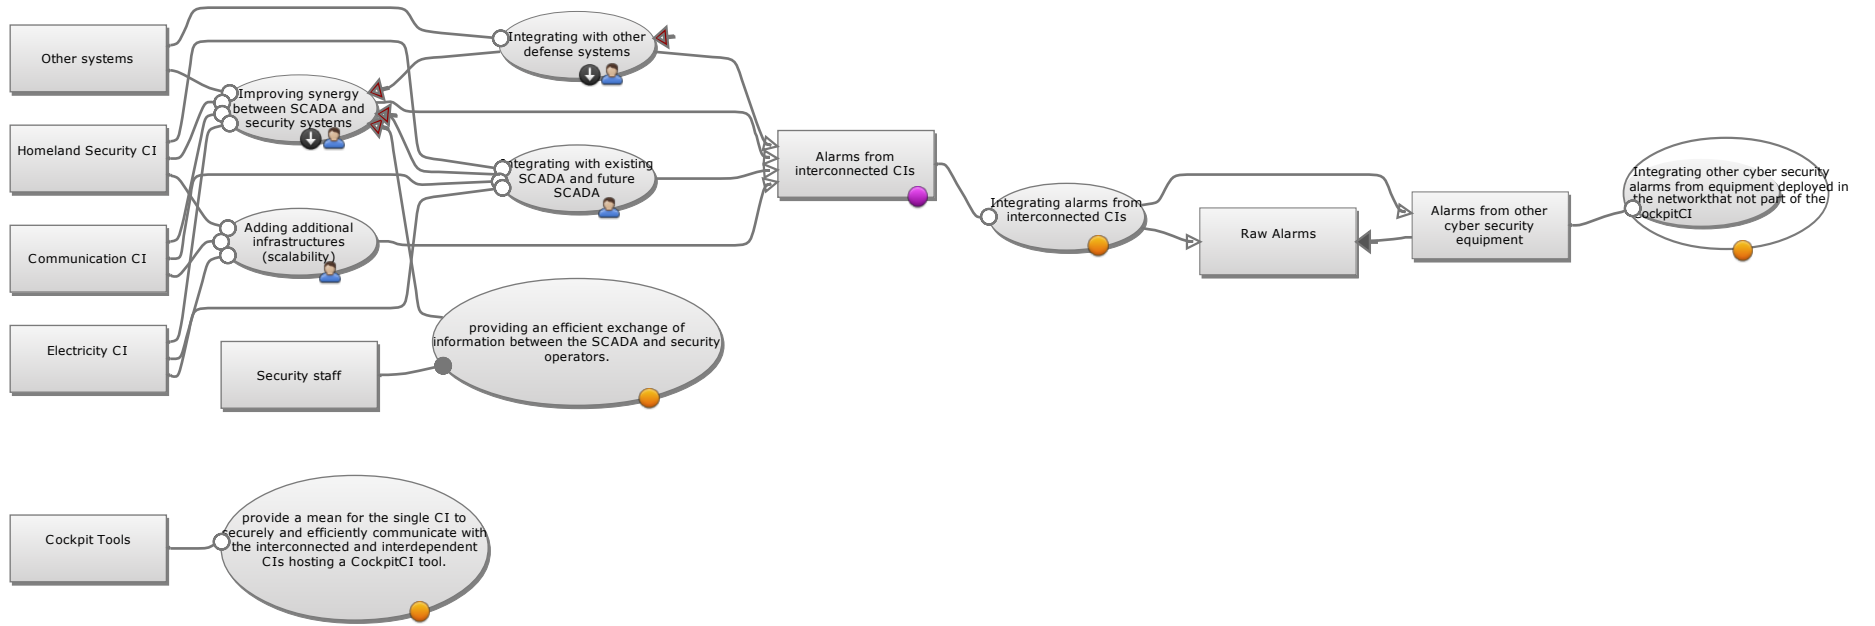 Other systems
Homeland Security CI
Communication CI
Electricity CI
Improving synergy
between SCADA and
security systems
Adding additional
infrastructures
(scalability)
Security staff
Integrating with other
defense systems
Integrating with existing
SCADA and future
SCADA
providing an efficient exchange of
information between the SCADA and security
operators.
Alarms from
interconnected CIs
Integrating alarms from
interconnected CIs
Raw Alarms
Alarms from other
cyber security
equipment
Integrating other cyber security
alarms from equipment deployed in
the networkthat not part of the
CockpitCI
Cockpit Tools
provide a mean for the single CI to
securely and efficiently communicate with
the interconnected and interdependent
CIs hosting a CockpitCI tool.